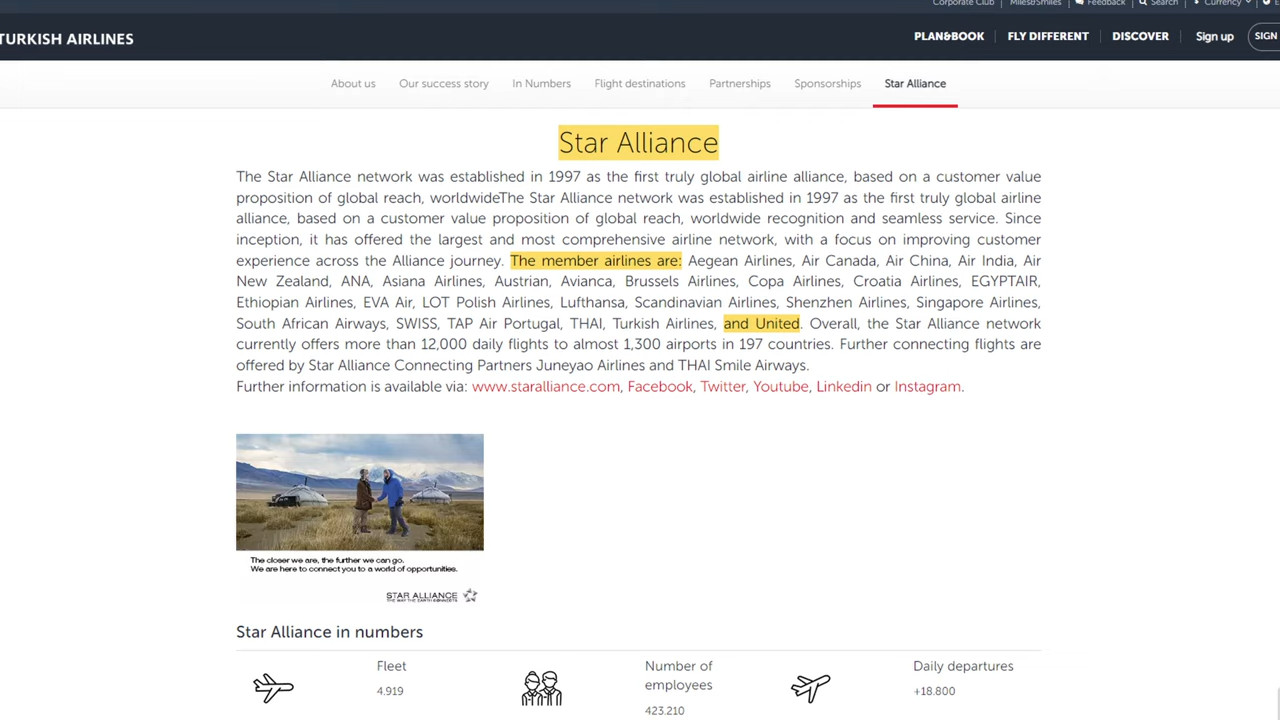 Corporate Club
Miles&Smiles
Feedback
Search
Currency
TURKISH AIRLINES
PLAN&BOOK
FLY DIFFERENT
DISCOVER
Sign up
SIGN
About us
Our success story
In Numbers
Flight destinations
Partnerships
Sponsorships
Star Alliance
Star Alliance
The Star Alliance network was established in 1997 as the first truly global airline alliance, based on a customer value
proposition of global reach, worldwideThe Star Alliance network was established in 1997 as the first truly global airline
alliance, based on a customer value proposition of global reach, worldwide recognition and seamless service. Since
inception, it has offered the largest and most comprehensive airline network, with a focus on improving customer
experience across the Alliance journey. The member airlines are: Aegean Airlines, Air Canada, Air China, Air India, Air
New Zealand, ANA, Asiana Airlines, Austrian, Avianca, Brussels Airlines, Copa Airlines, Croatia Airlines, EGYPTAIR,
Ethiopian Airlines, EVA Air, LOT Polish Airlines, Lufthansa, Scandinavian Airlines, Shenzhen Airlines, Singapore Airlines,
South African Airways, SWISS, TAP Air Portugal, THAI, Turkish Airlines, and United. Overall, the Star Alliance network
currently offers more than 12,000 daily flights to almost 1,300 airports in 197 countries. Further connecting flights are
offered by Star Alliance Connecting Partners Juneyao Airlines and THAI Smile Airways.
Further information is available via: www.staralliance.com, Facebook, Twitter, Youtube, Linkedin or Instagram.
The closer we are, the further we can go.
We are here to connect you to a world of opportunities.
STAR ALLIANCE
THE WAY THE EARTH CONNECTS
Star Alliance in numbers
Fleet
4.919
Number of
employees
423.210
Daily departures
+18.800